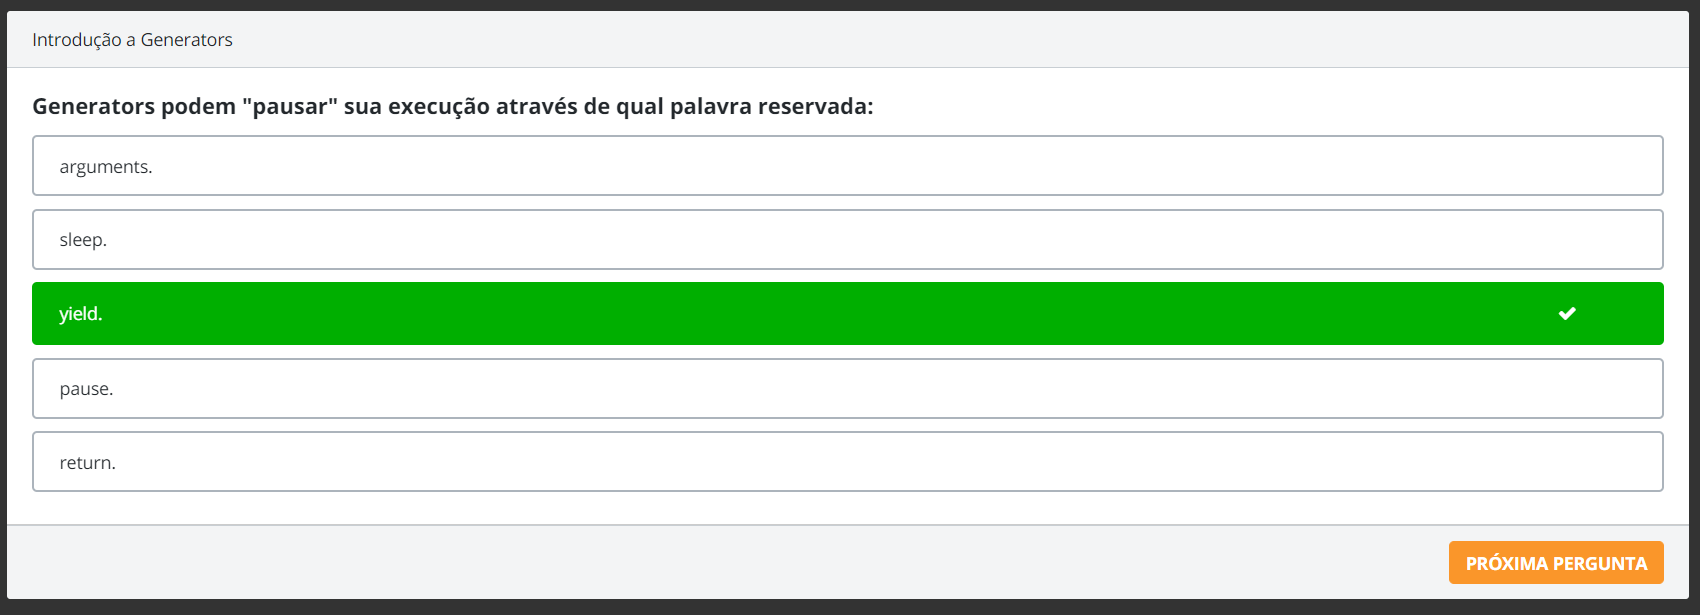 Introdução a Generators
Generators podem "pausar" sua execução através de qual palavra reservada:
arguments.
sleep.
yield.
pause.
return.
PRÓXIMA PERGUNTA